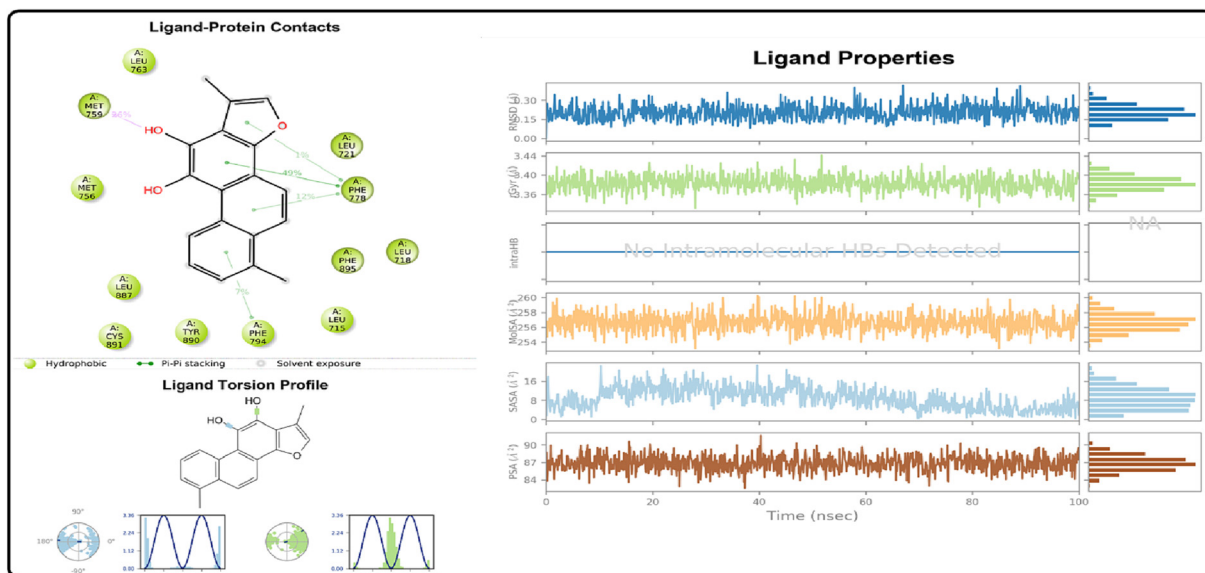 Ligand-Protein Contacts
A:
LEU
763
A:
MET
759
36%
HO
O
A:
LEU
721
1%
49%
A:
PHE
778
12%
A:
MET
756
HO
A:
PHE
895
A:
LEU
718
A:
LEU
887
7%
A:
CYS
891
A:
TYR
890
A:
PHE
794
A:
LEU
715
Hydrophobic
Pi-Pi stacking
Solvent exposure
Ligand Torsion Profile
HO
HO
O
90°
180°
0°
-90°
3.36
2.24
1.12
0.00
3.36
2.24
1.12
0.00
Ligand Properties
RMSD (Å)
0.30
0.15
0.00
rGyr (Å)
3.44
3.40
3.36
intraHB
No Intramolecular HBs Detected
NA
MolSA (Å²)
260
258
256
254
SASA (Å²)
16
8
0
PSA (Å²)
90
87
84
0 20 40 60 80 100
Time (nsec)